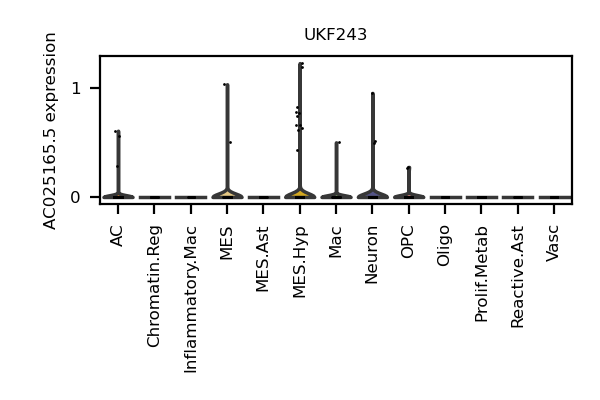 UKF243
AC025165.5 expression
1
0
AC
Chromatin.Reg
Inflammatory.Mac
MES
MES.Ast
MES.Hyp
Mac
Neuron
OPC
Oligo
Prolif.Metab
Reactive.Ast
Vasc